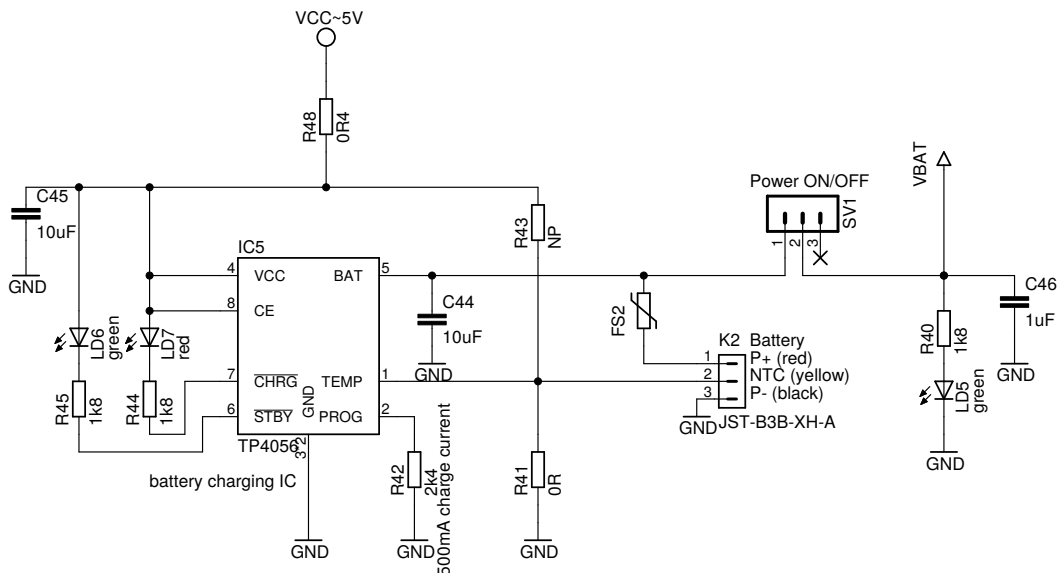 VCC~5V
R48
0R4
VBAT
Power ON/OFF
SV1
1
2
3
C45
10uF
GND
R43
NP
IC5
4
VCC
BAT
5
8
CE
7
CHRG
TEMP
1
6
STBY
GND
PROG
2
TP4056
3.2
C44
10uF
GND
FS2
K2 Battery
1
P+ (red)
2
NTC (yellow)
3
P- (black)
GND
JST-B3B-XH-A
C46
1uF
GND
R40
1k8
LD5
green
GND
LD6
green
LD7
red
R45
1k8
R44
1k8
battery charging IC
R42
2k4
500mA charge current
R41
0R
GND
GND
GND